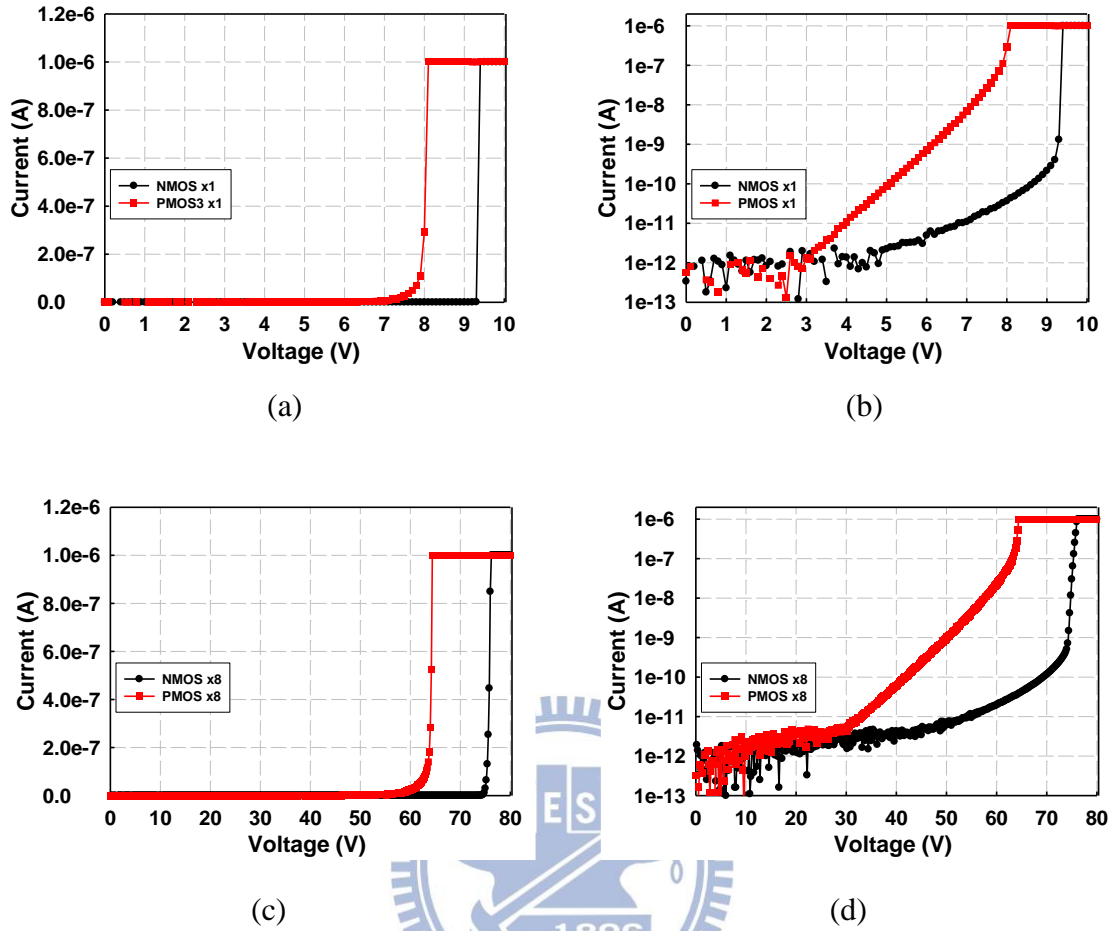 1.2e-6
1.0e-6
8.0e-7
6.0e-7
4.0e-7
2.0e-7
0.0
Current (A)
NMOS x1
PMOS3 x1
0 1 2 3 4 5 6 7 8 9 10
Voltage (V)
(a)
1e-6
1e-7
1e-8
1e-9
1e-10
1e-11
1e-12
1e-13
Current (A)
NMOS x1
PMOS x1
0 1 2 3 4 5 6 7 8 9 10
Voltage (V)
(b)
1.2e-6
1.0e-6
8.0e-7
6.0e-7
4.0e-7
2.0e-7
0.0
Current (A)
NMOS x8
PMOS x8
0 10 20 30 40 50 60 70 80
Voltage (V)
(c)
1e-6
1e-7
1e-8
1e-9
1e-10
1e-11
1e-12
1e-13
Current (A)
NMOS x8
PMOS x8
0 10 20 30 40 50 60 70 80
Voltage (V)
(d)
E S